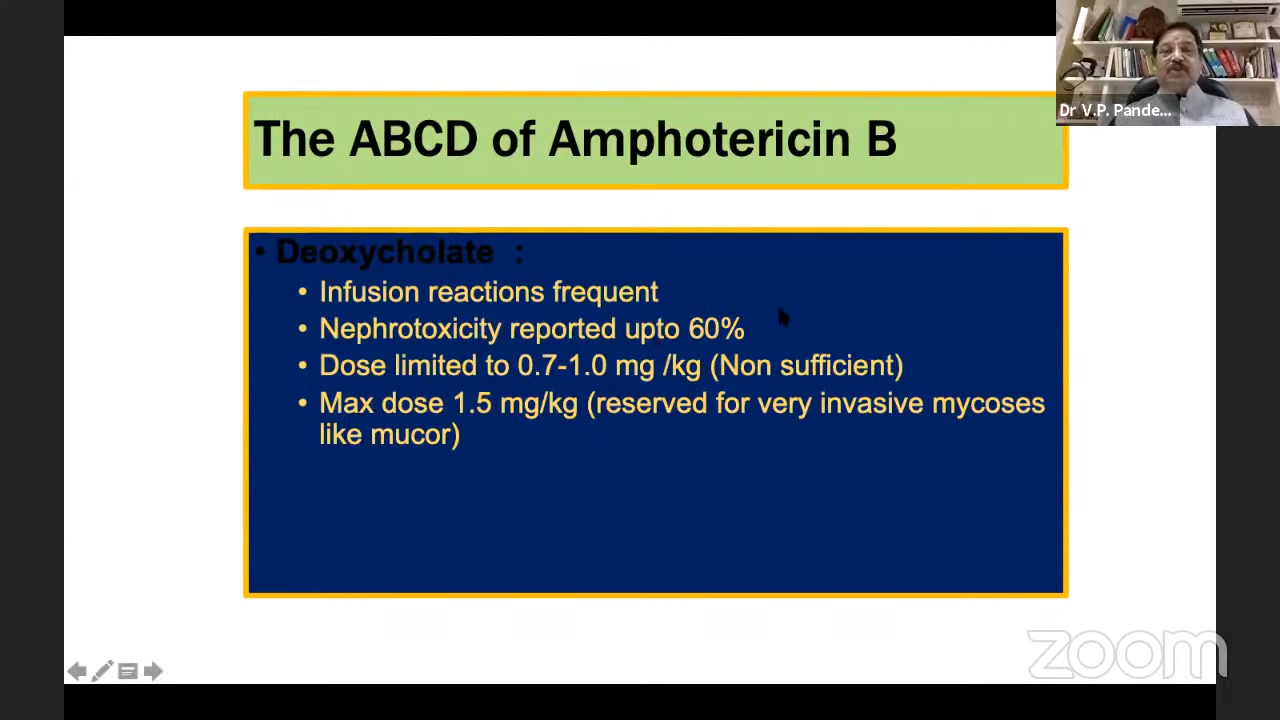 Dr V.P. Pande...
The ABCD of Amphotericin B
• Deoxycholate :
• Infusion reactions frequent
• Nephrotoxicity reported upto 60%
• Dose limited to 0.7-1.0 mg /kg (Non sufficient)
• Max dose 1.5 mg/kg (reserved for very invasive mycoses
like mucor)
zoom